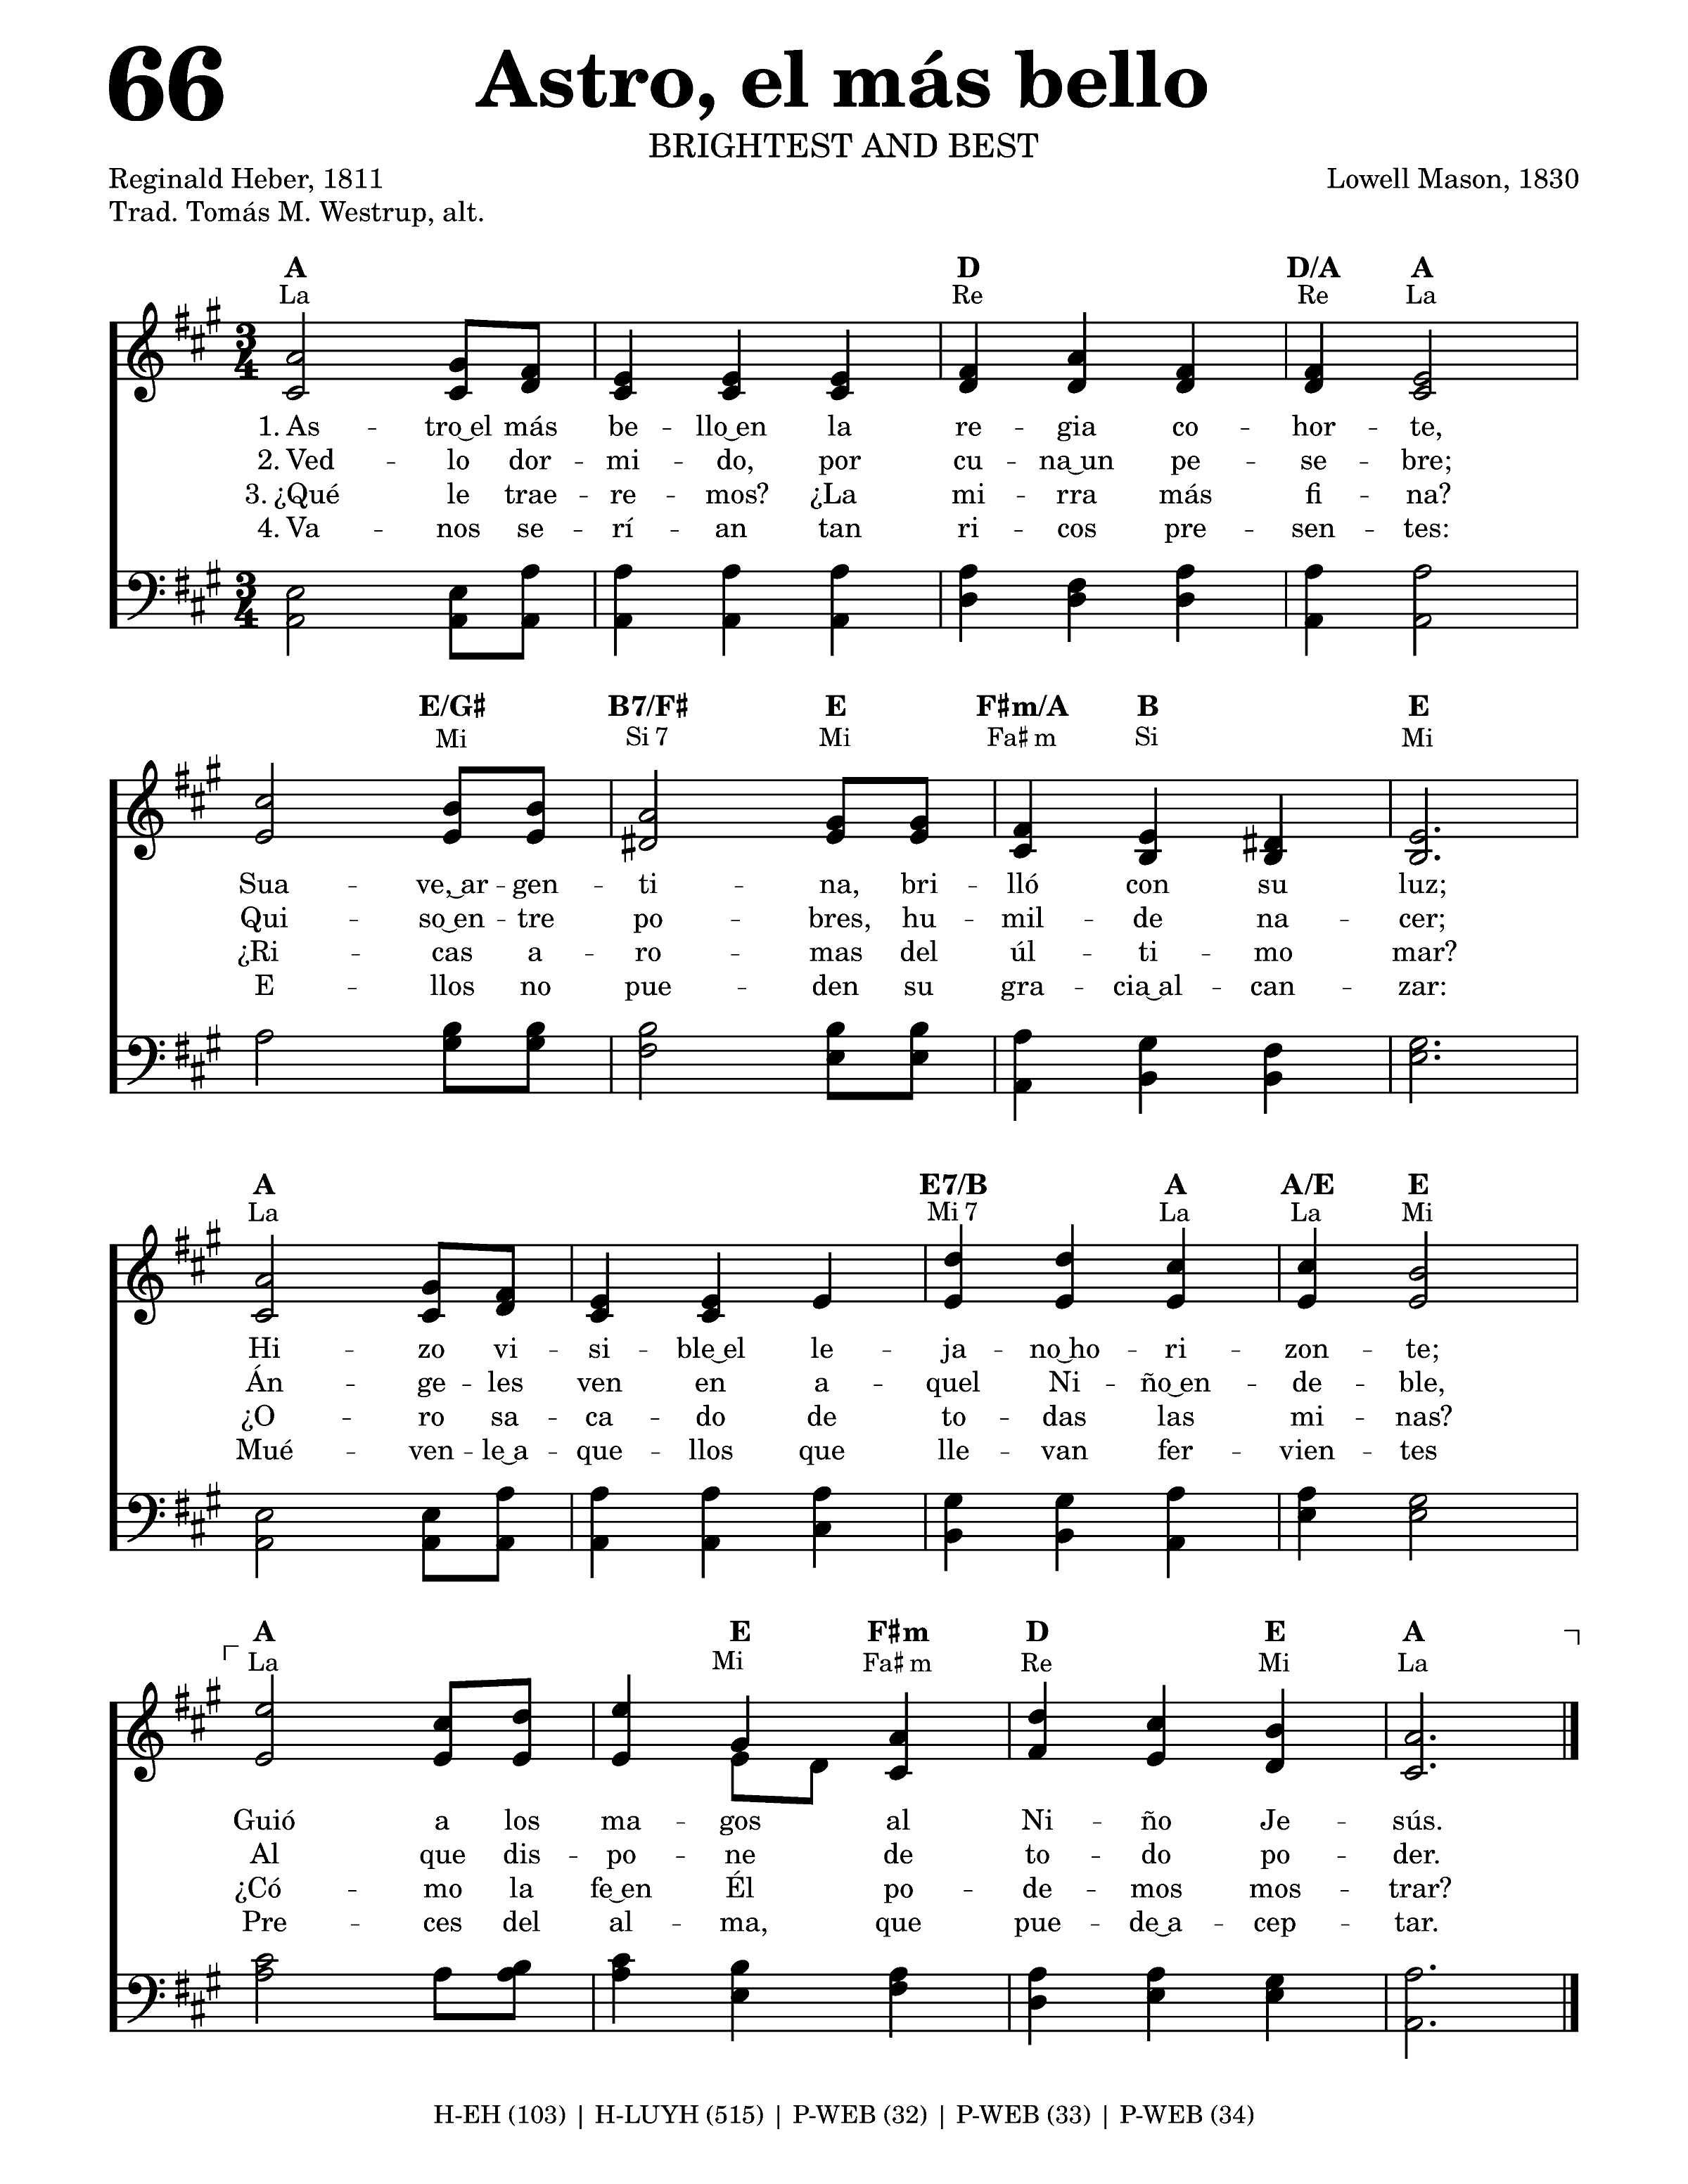 66 Astro, el más bello
BRIGHTEST AND BEST
Reginald Heber, 1811 Lowell Mason, 1830
Trad. Tomás M. Westrup, alt.
A D D/A A
La Re Re La
3 4
1. As - tro‿el más be - llo‿en la re - gia co - hor - te,
2. Ved - lo dor - mi - do, por cu - na‿un pe - se - bre;
3. ¿Qué le trae - re - mos? ¿La mi - rra más fi - na?
4. Va - nos se - rí - an tan ri - cos pre - sen - tes:
3 4
E/G♯ B7/F♯ E F♯m/A B E
Mi Si 7 Mi Fa♯ m Si Mi
Sua - ve,‿ar - gen - ti - na, bri - lló con su luz;
Qui - so‿en - tre po - bres, hu - mil - de na - cer;
¿Ri - cas a - ro - mas del úl - ti - mo mar?
E - llos no pue - den su gra - cia‿al - can - zar:
A E7/B A A/E E
La Mi 7 La La Mi
Hi - zo vi - si - ble‿el le - ja - no‿ho - ri - zon - te;
Án - ge - les ven en a - quel Ni - ño‿en - de - ble,
¿O - ro sa - ca - do de to - das las mi - nas?
Mué - ven - le‿a - que - llos que lle - van fer - vien - tes
A E F♯m D E A
La Mi Fa♯ m Re Mi La
Guió a los ma - gos al Ni - ño Je - sús.
Al que dis - po - ne de to - do po - der.
¿Có - mo la fe‿en Él po - de - mos mos - trar?
Pre - ces del al - ma, que pue - de‿a - cep - tar.
H-EH (103) | H-LUYH (515) | P-WEB (32) | P-WEB (33) | P-WEB (34)